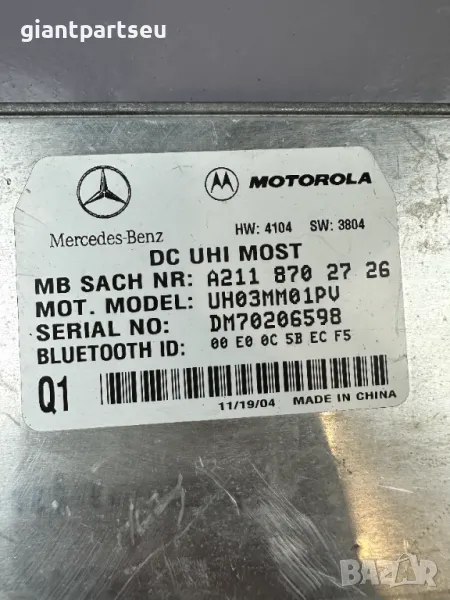 giantpartseu
MOTOROLA
HW: 4104 SW: 3804
Mercedes-Benz
DC UHI MOST
MB SACH NR: A211 870 27 26
MOT. MODEL: UH03MM01PV
SERIAL NO: DM70206598
BLUETOOTH ID: 00 E0 0C 5B EC F5
Q1
11/19/04 MADE IN CHINA
BAZAR